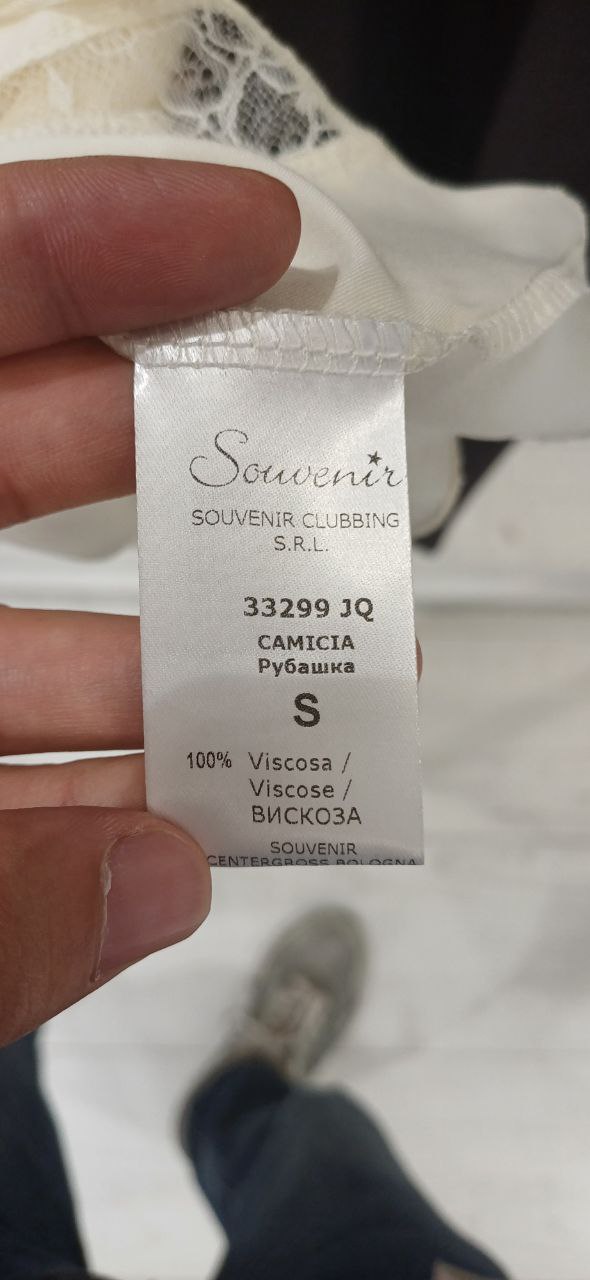 Souvenir
SOUVENIR CLUBBING
S.R.L.
33299 JQ
CAMICIA
Рубашка
S
100% Viscosa /
Viscose /
ВИСКОЗА
SOUVENIR
CENTERGROSS BOLOGNA